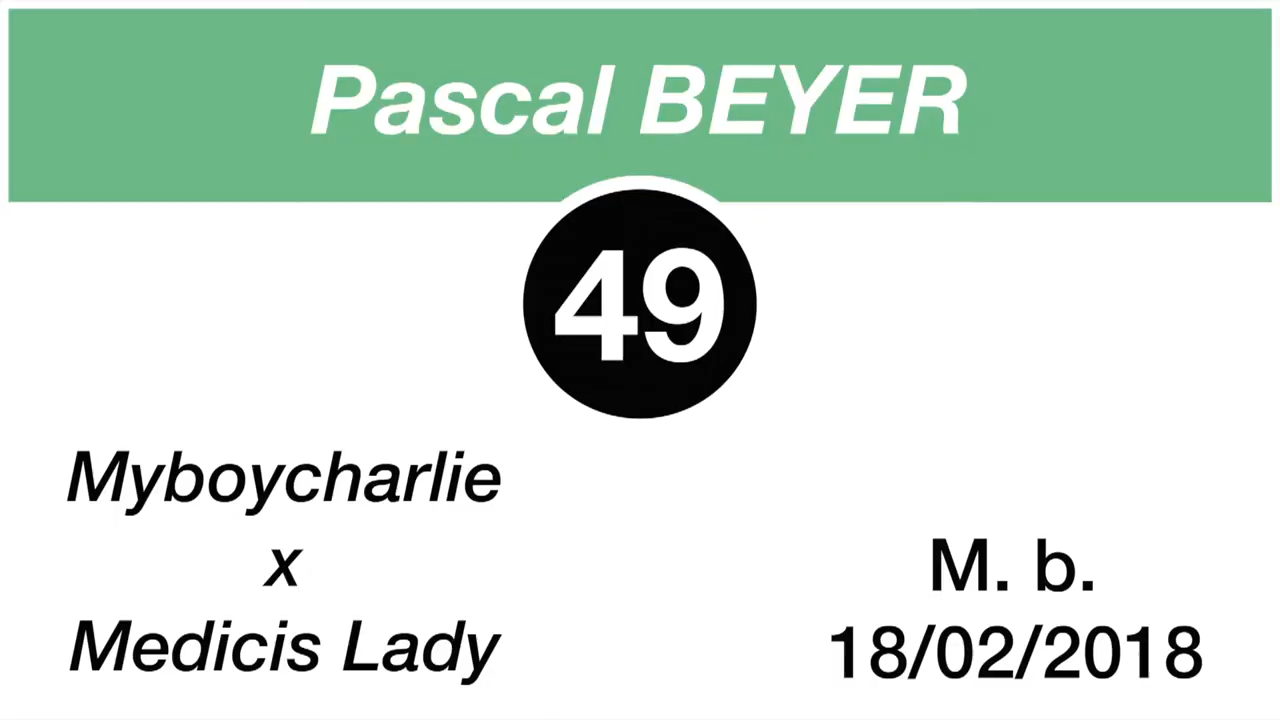 Pascal BEYER
49
Myboycharlie
x
Medicis Lady
M. b.
18/02/2018